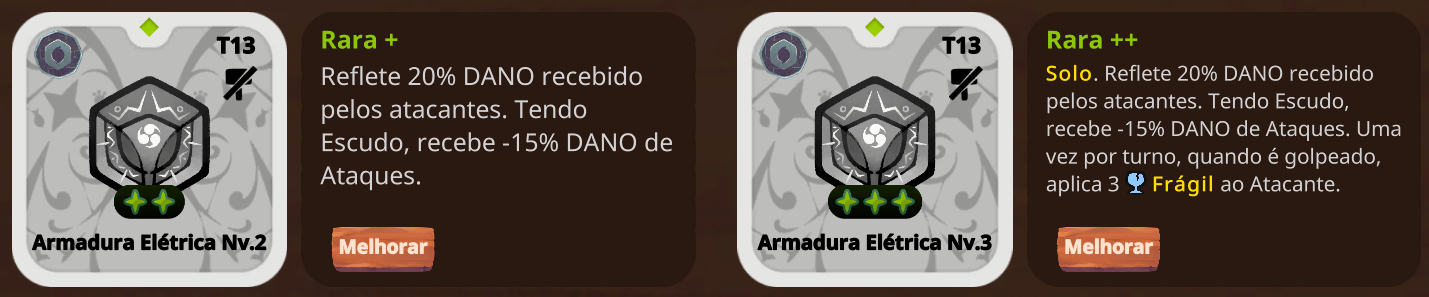 T13
Armadura Elétrica Nv.2
Rara +
Reflete 20% DANO recebido
pelos atacantes. Tendo
Escudo, recebe -15% DANO de
Ataques.
Melhorar
T13
Armadura Elétrica Nv.3
Rara ++
Solo. Reflete 20% DANO recebido
pelos atacantes. Tendo Escudo,
recebe -15% DANO de Ataques. Uma
vez por turno, quando é golpeado,
aplica 3 Frágil ao Atacante.
Melhorar